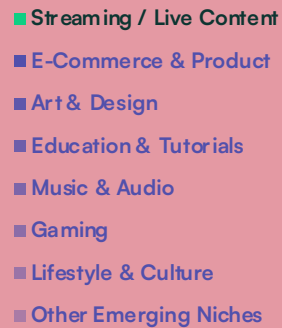 Streaming / Live Content
E-Commerce & Product
Art & Design
Education & Tutorials
Music & Audio
Gaming
Lifestyle & Culture
Other Emerging Niches